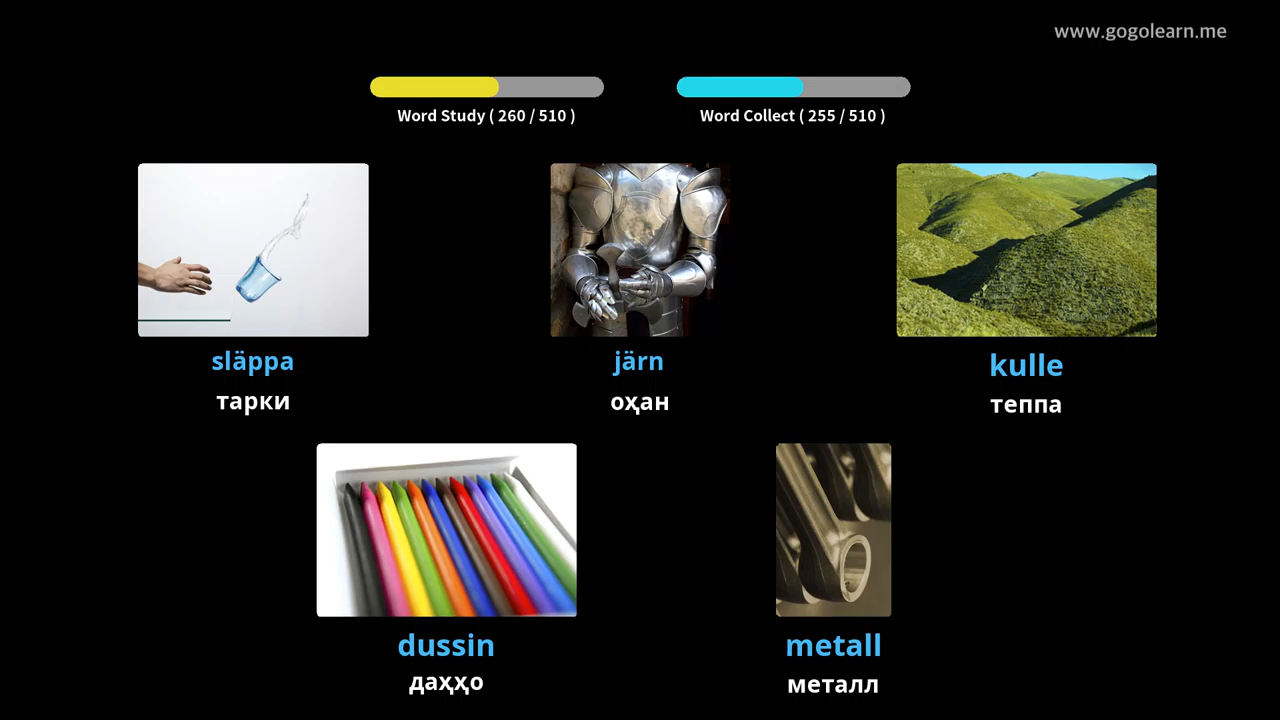 www.gogolearn.me
Word Study ( 260 / 510 )
Word Collect ( 255 / 510 )
släppa
тарки
järn
оҳан
kulle
теппа
dussin
даҳҳо
metall
металл